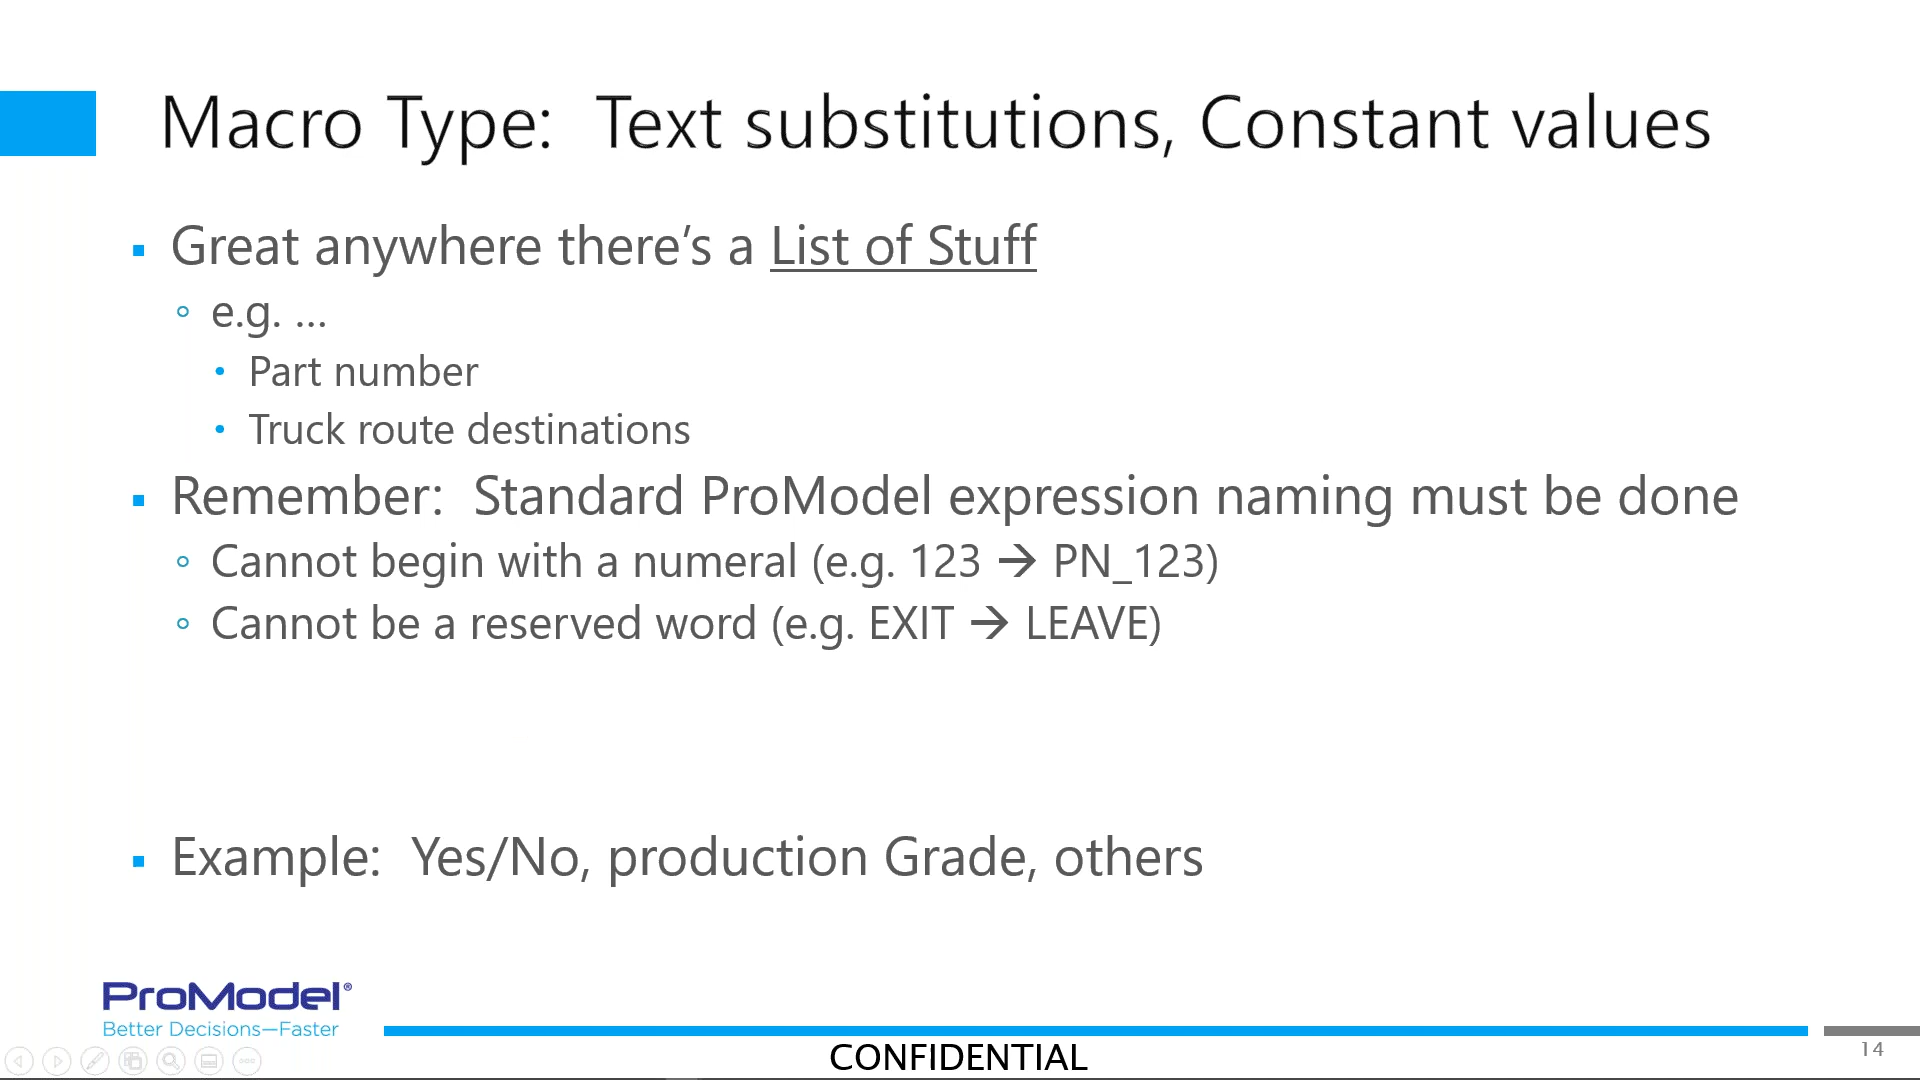 Macro Type:  Text substitutions, Constant values
▪ Great anywhere there’s a List of Stuff
◦ e.g. …
• Part number
• Truck route destinations
▪ Remember:  Standard ProModel expression naming must be done
◦ Cannot begin with a numeral (e.g. 123 → PN_123)
◦ Cannot be a reserved word (e.g. EXIT → LEAVE)
▪ Example:  Yes/No, production Grade, others
ProModel®
Better Decisions—Faster
CONFIDENTIAL
14